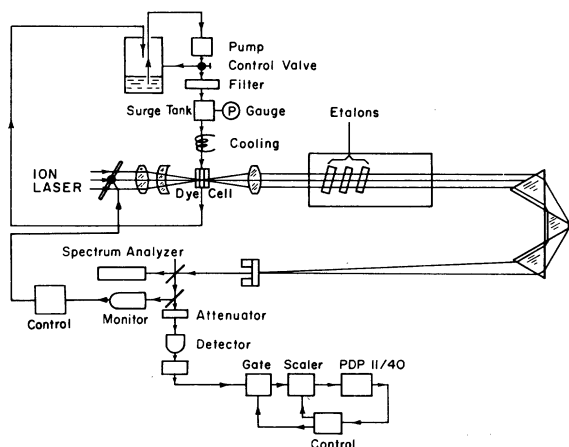 Pump
Control Valve
Filter
Surge Tank
P
Gauge
Cooling
Etalons
ION
LASER
Dye Cell
Spectrum Analyzer
Control
Monitor
Attenuator
Detector
Gate
Scaler
PDP 11/40
Control